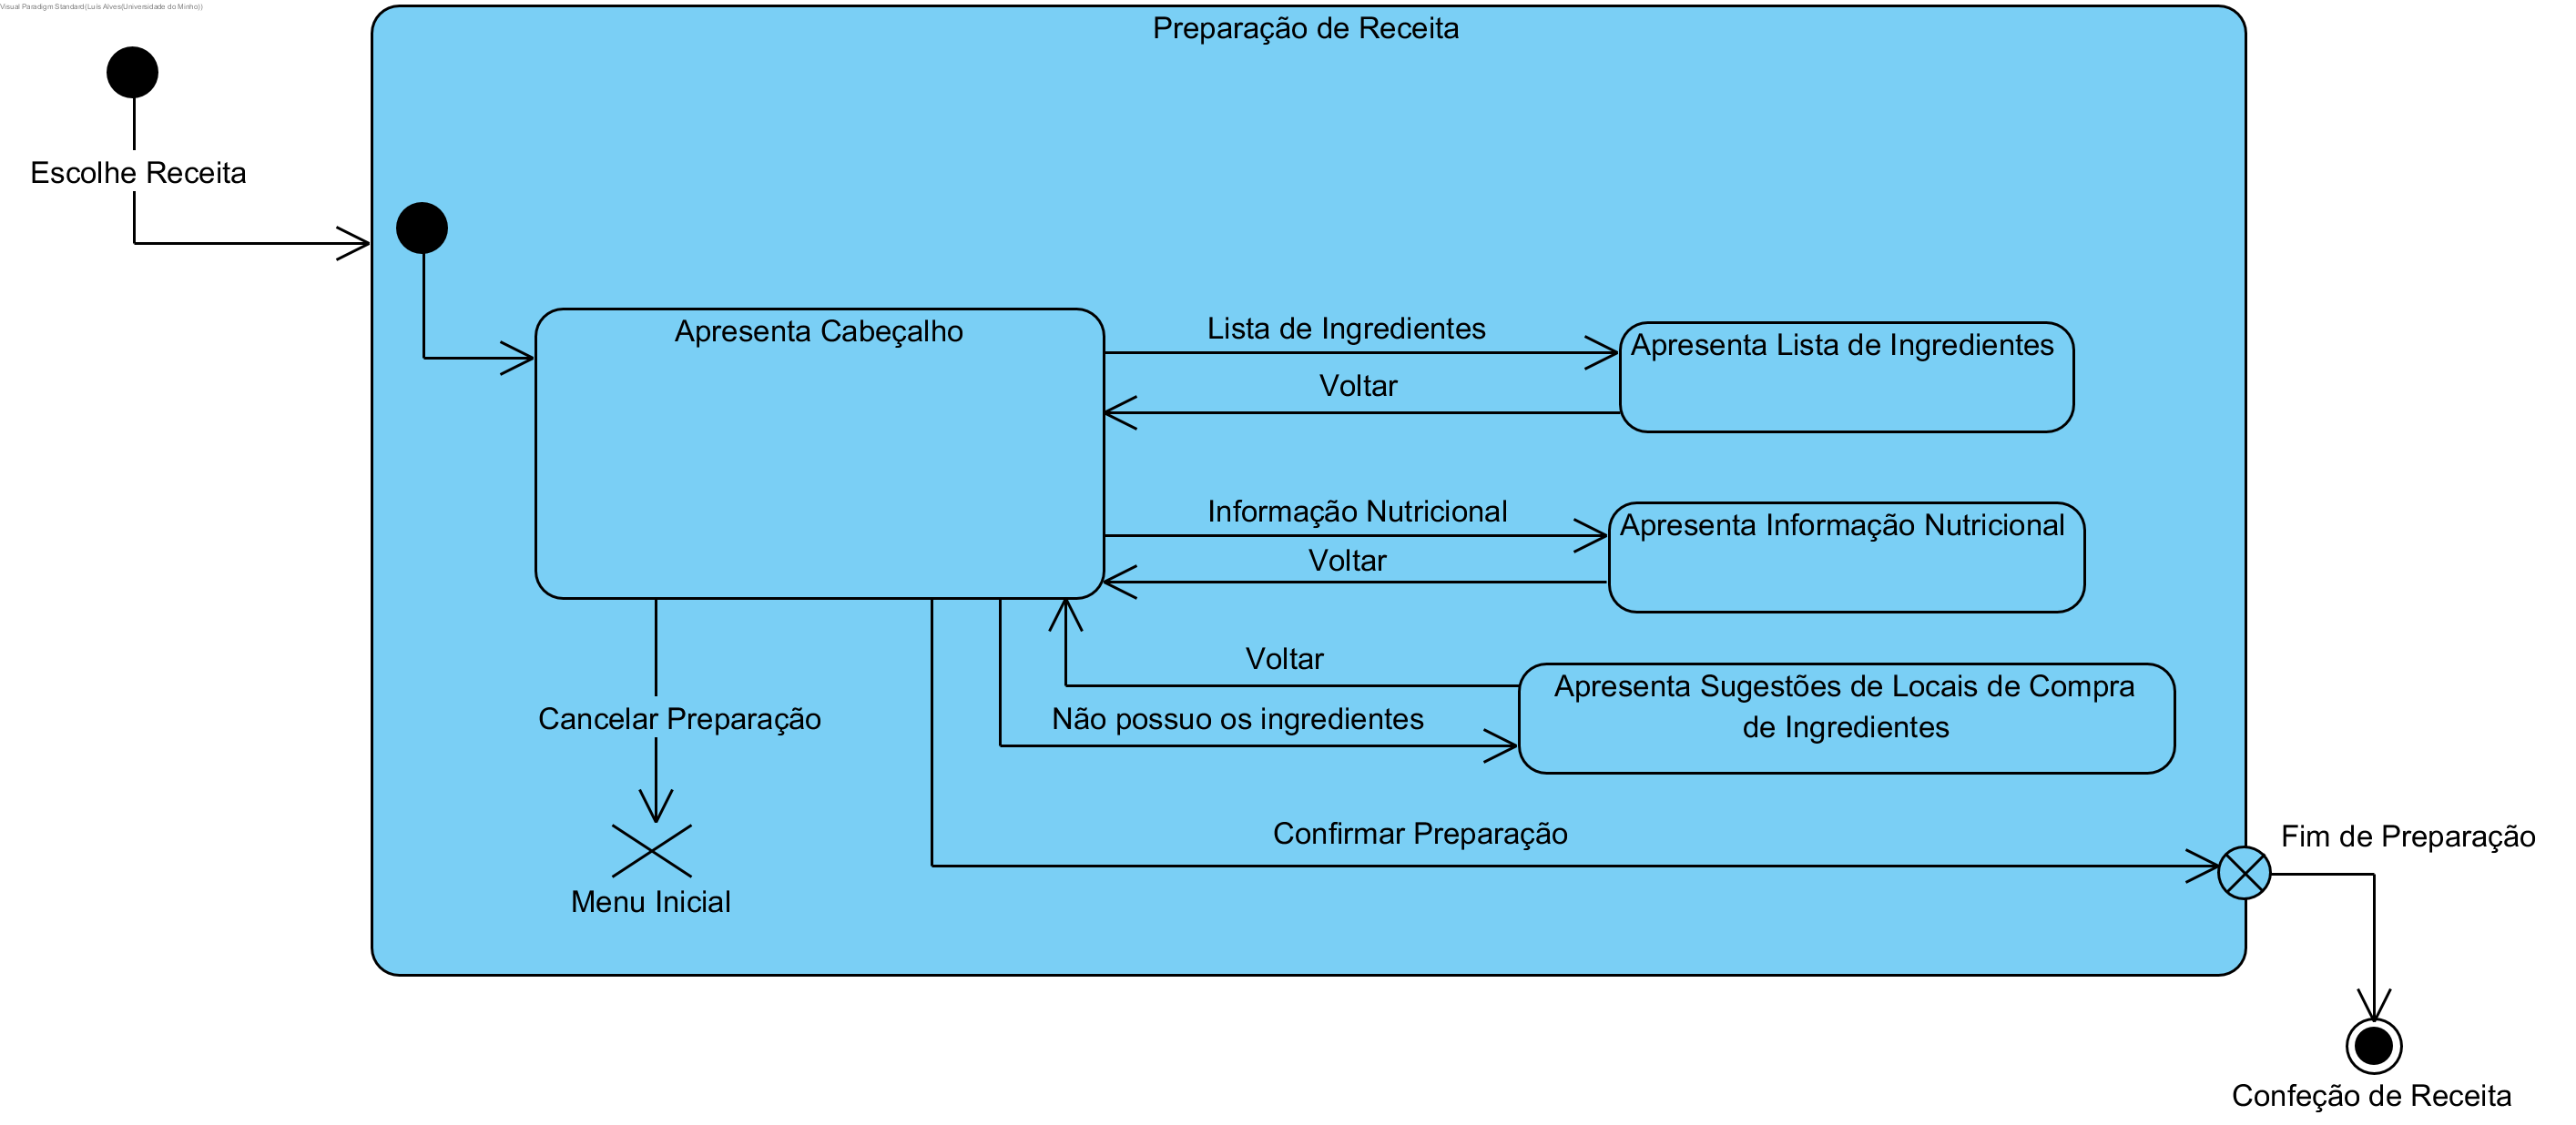 Visual Paradigm Standard(Luís Alves(Universidade do Minho))
Preparação de Receita
Escolhe Receita
Apresenta Cabeçalho
Lista de Ingredientes
Apresenta Lista de Ingredientes
Voltar
Informação Nutricional
Apresenta Informação Nutricional
Voltar
Voltar
Apresenta Sugestões de Locais de Compra
de Ingredientes
Cancelar Preparação
Não possuo os ingredientes
Confirmar Preparação
Fim de Preparação
Menu Inicial
Confeção de Receita